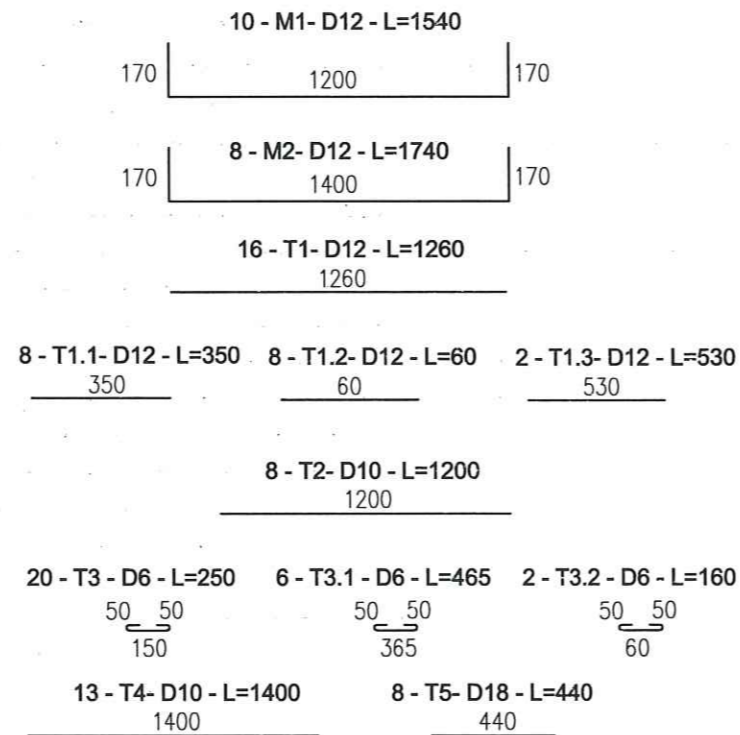 10 - M1- D12 - L=1540
170 1200 170
8 - M2- D12 - L=1740
170 1400 170
16 - T1- D12 - L=1260
1260
8 - T1.1- D12 - L=350 8 - T1.2- D12 - L=60 2 - T1.3- D12 - L=530
350 60 530
8 - T2- D10 - L=1200
1200
20 - T3 - D6 - L=250 6 - T3.1 - D6 - L=465 2 - T3.2 - D6 - L=160
50 50 50 50 50 50
150 365 60
13 - T4- D10 - L=1400 8 - T5- D18 - L=440
1400 440